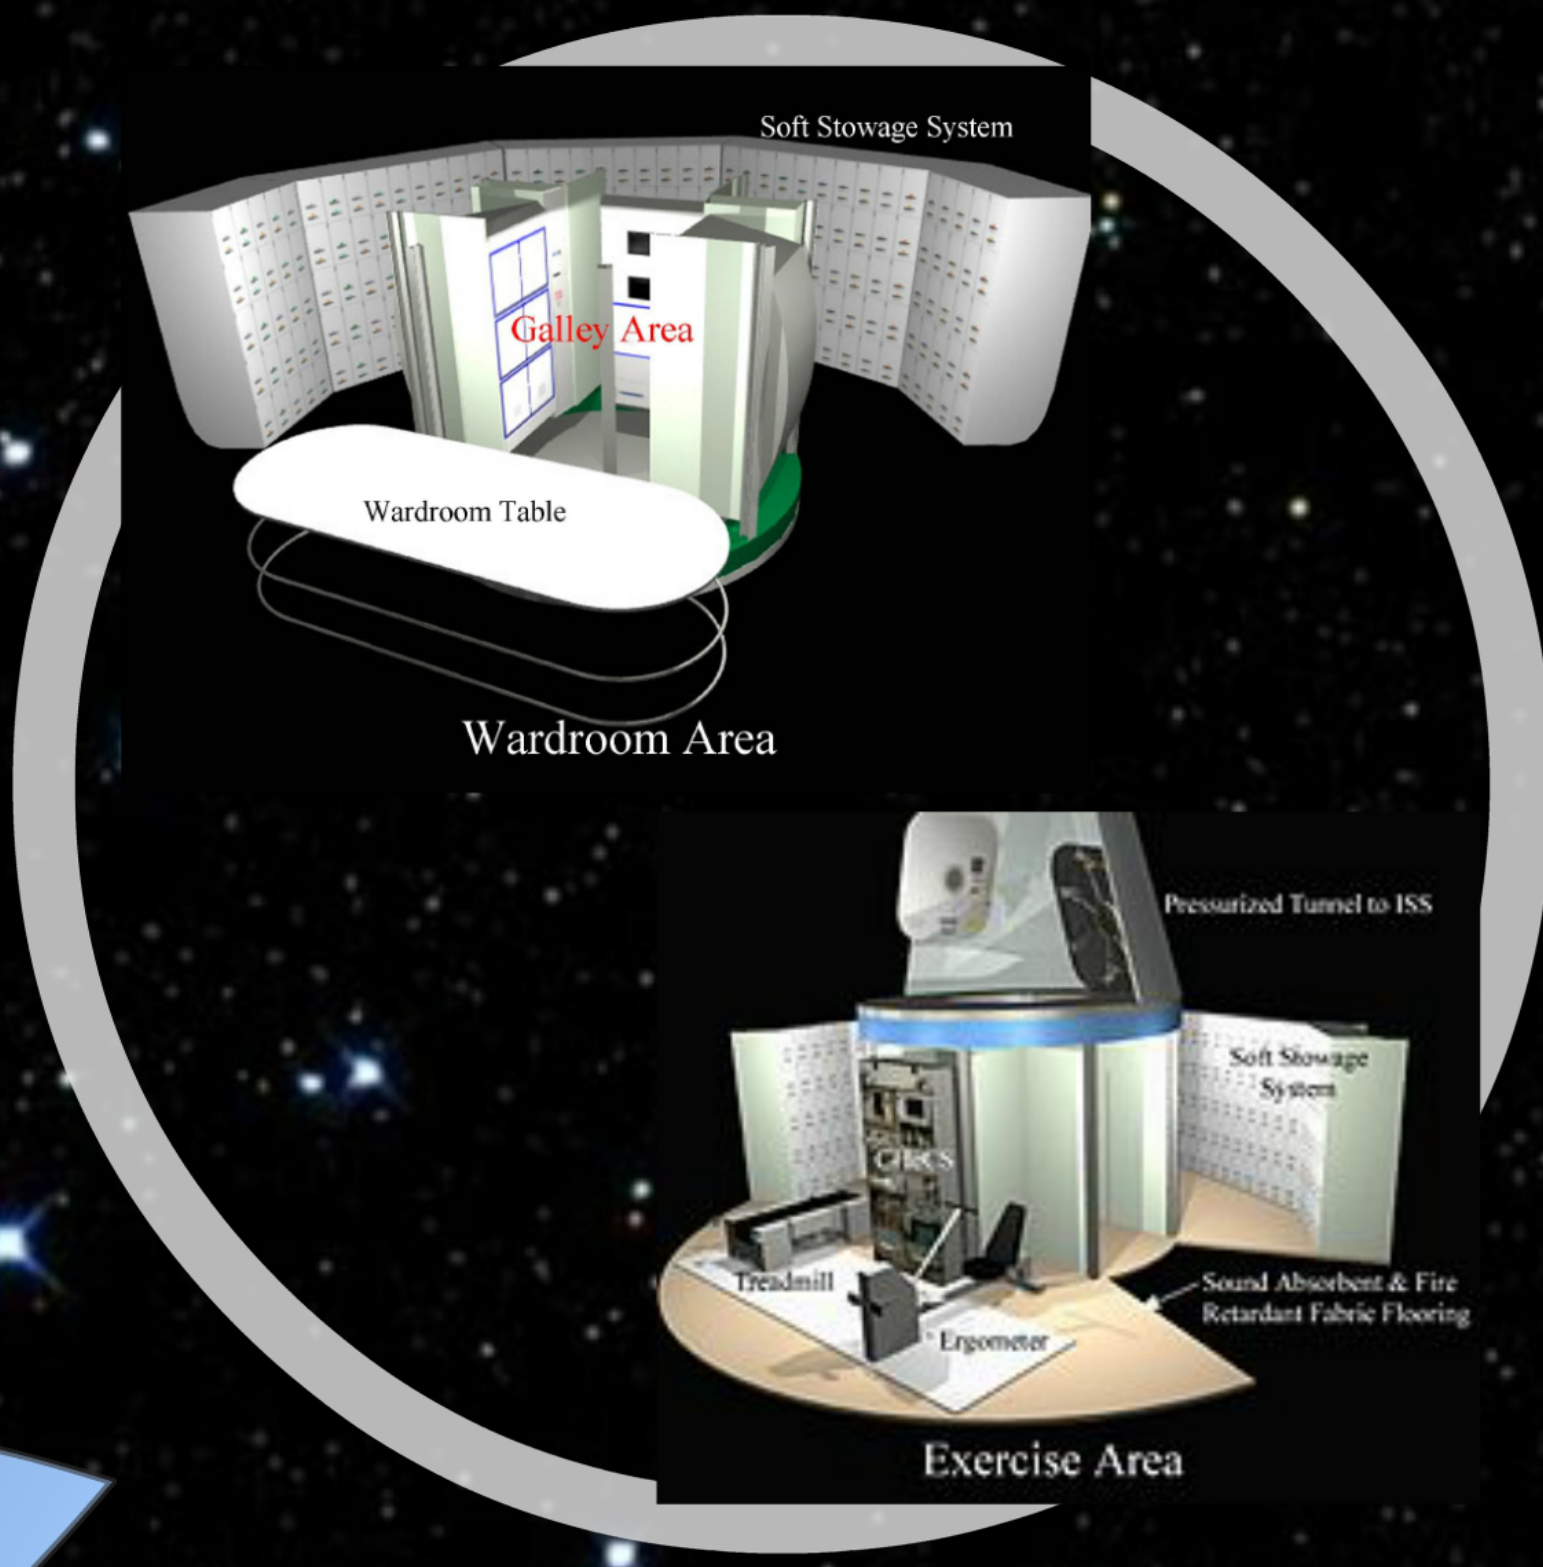 Soft Stowage System
Galley Area
Wardroom Table
Wardroom Area
Pressurized Tunnel to ISS
Soft Stowage
System
Treadmill
Ergometer
Sound Absorbent & Fire
Retardant Fabric Flooring
Exercise Area